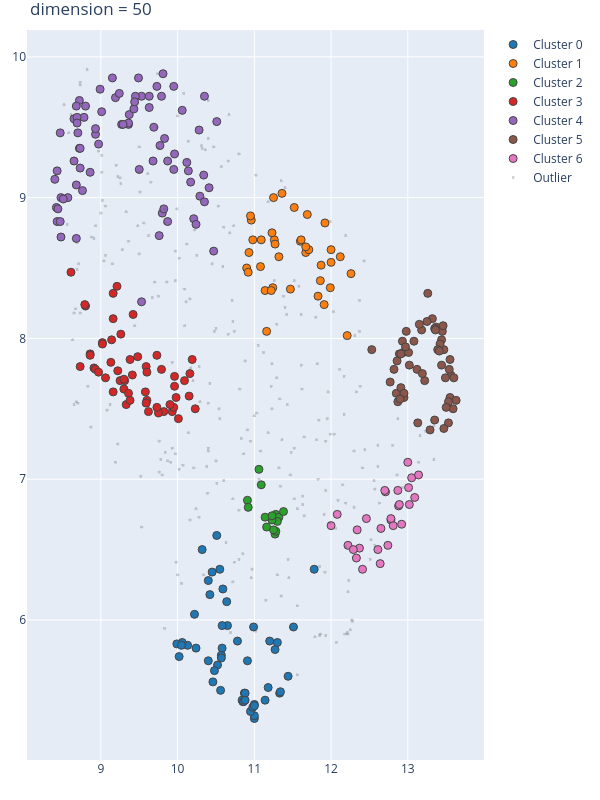 dimension = 50
10
9
8
7
6
9
10
11
12
13
Cluster 0
Cluster 1
Cluster 2
Cluster 3
Cluster 4
Cluster 5
Cluster 6
Outlier